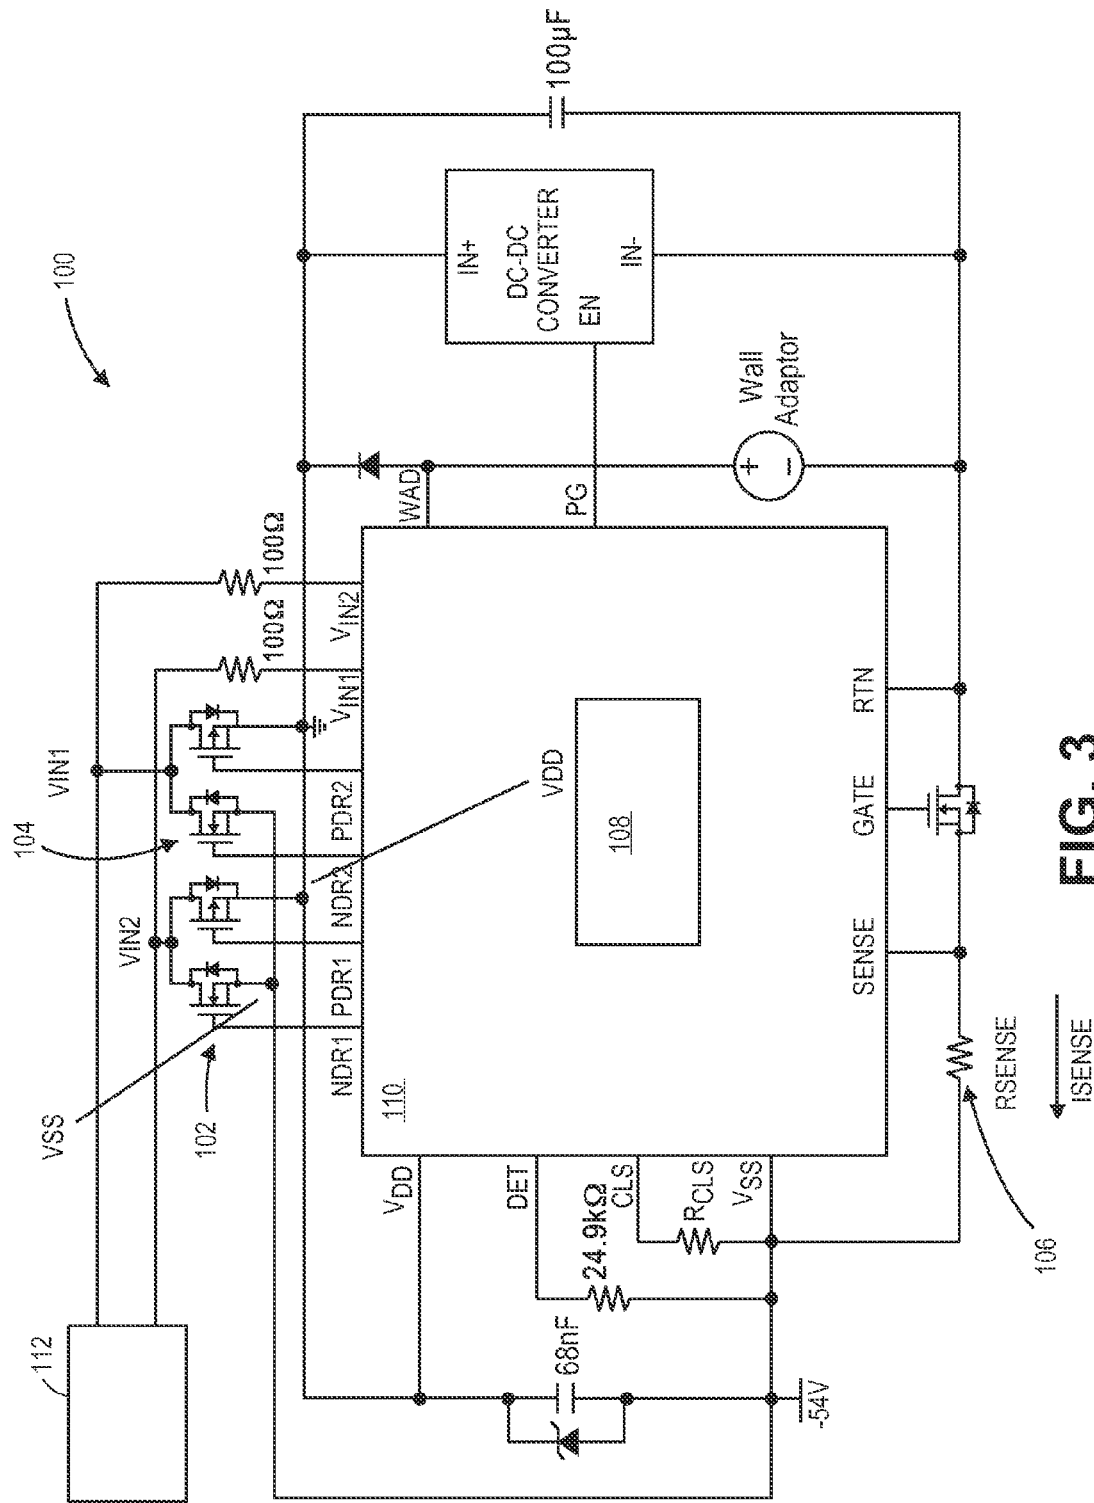 100
112
VIN1
VIN2
104
VSS
102
100Ω
100Ω
NDR1
PDR1
NDR2
PDR2
VIN1
VIN2
VDD
110
108
VDD
DET
24.9kΩ
CLS
RCLS
VSS
68nF
-54V
WAD
PG
SENSE
GATE
RTN
IN+
DC-DC
CONVERTER
EN
IN-
100µF
Wall
Adaptor
+
−
RSENSE
ISENSE
106
FIG. 3